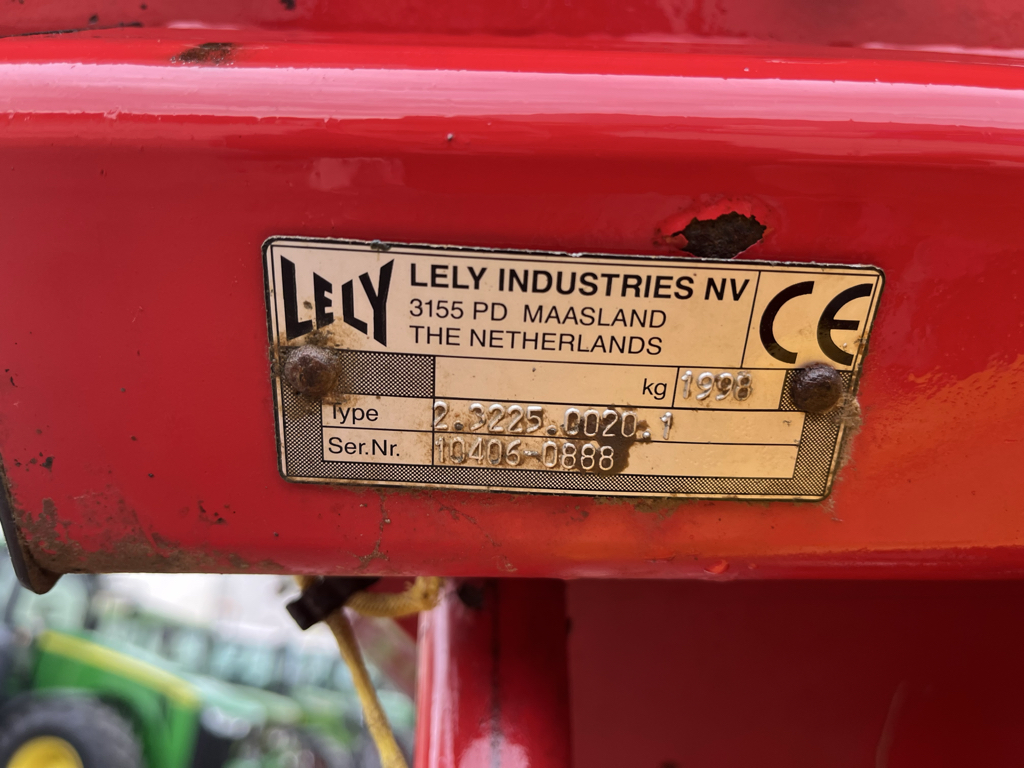 LELY
LELY INDUSTRIES NV
3155 PD MAASLAND
THE NETHERLANDS
CE
kg 1998
Type 2.3225.0020.1
Ser.Nr. 10406-0888